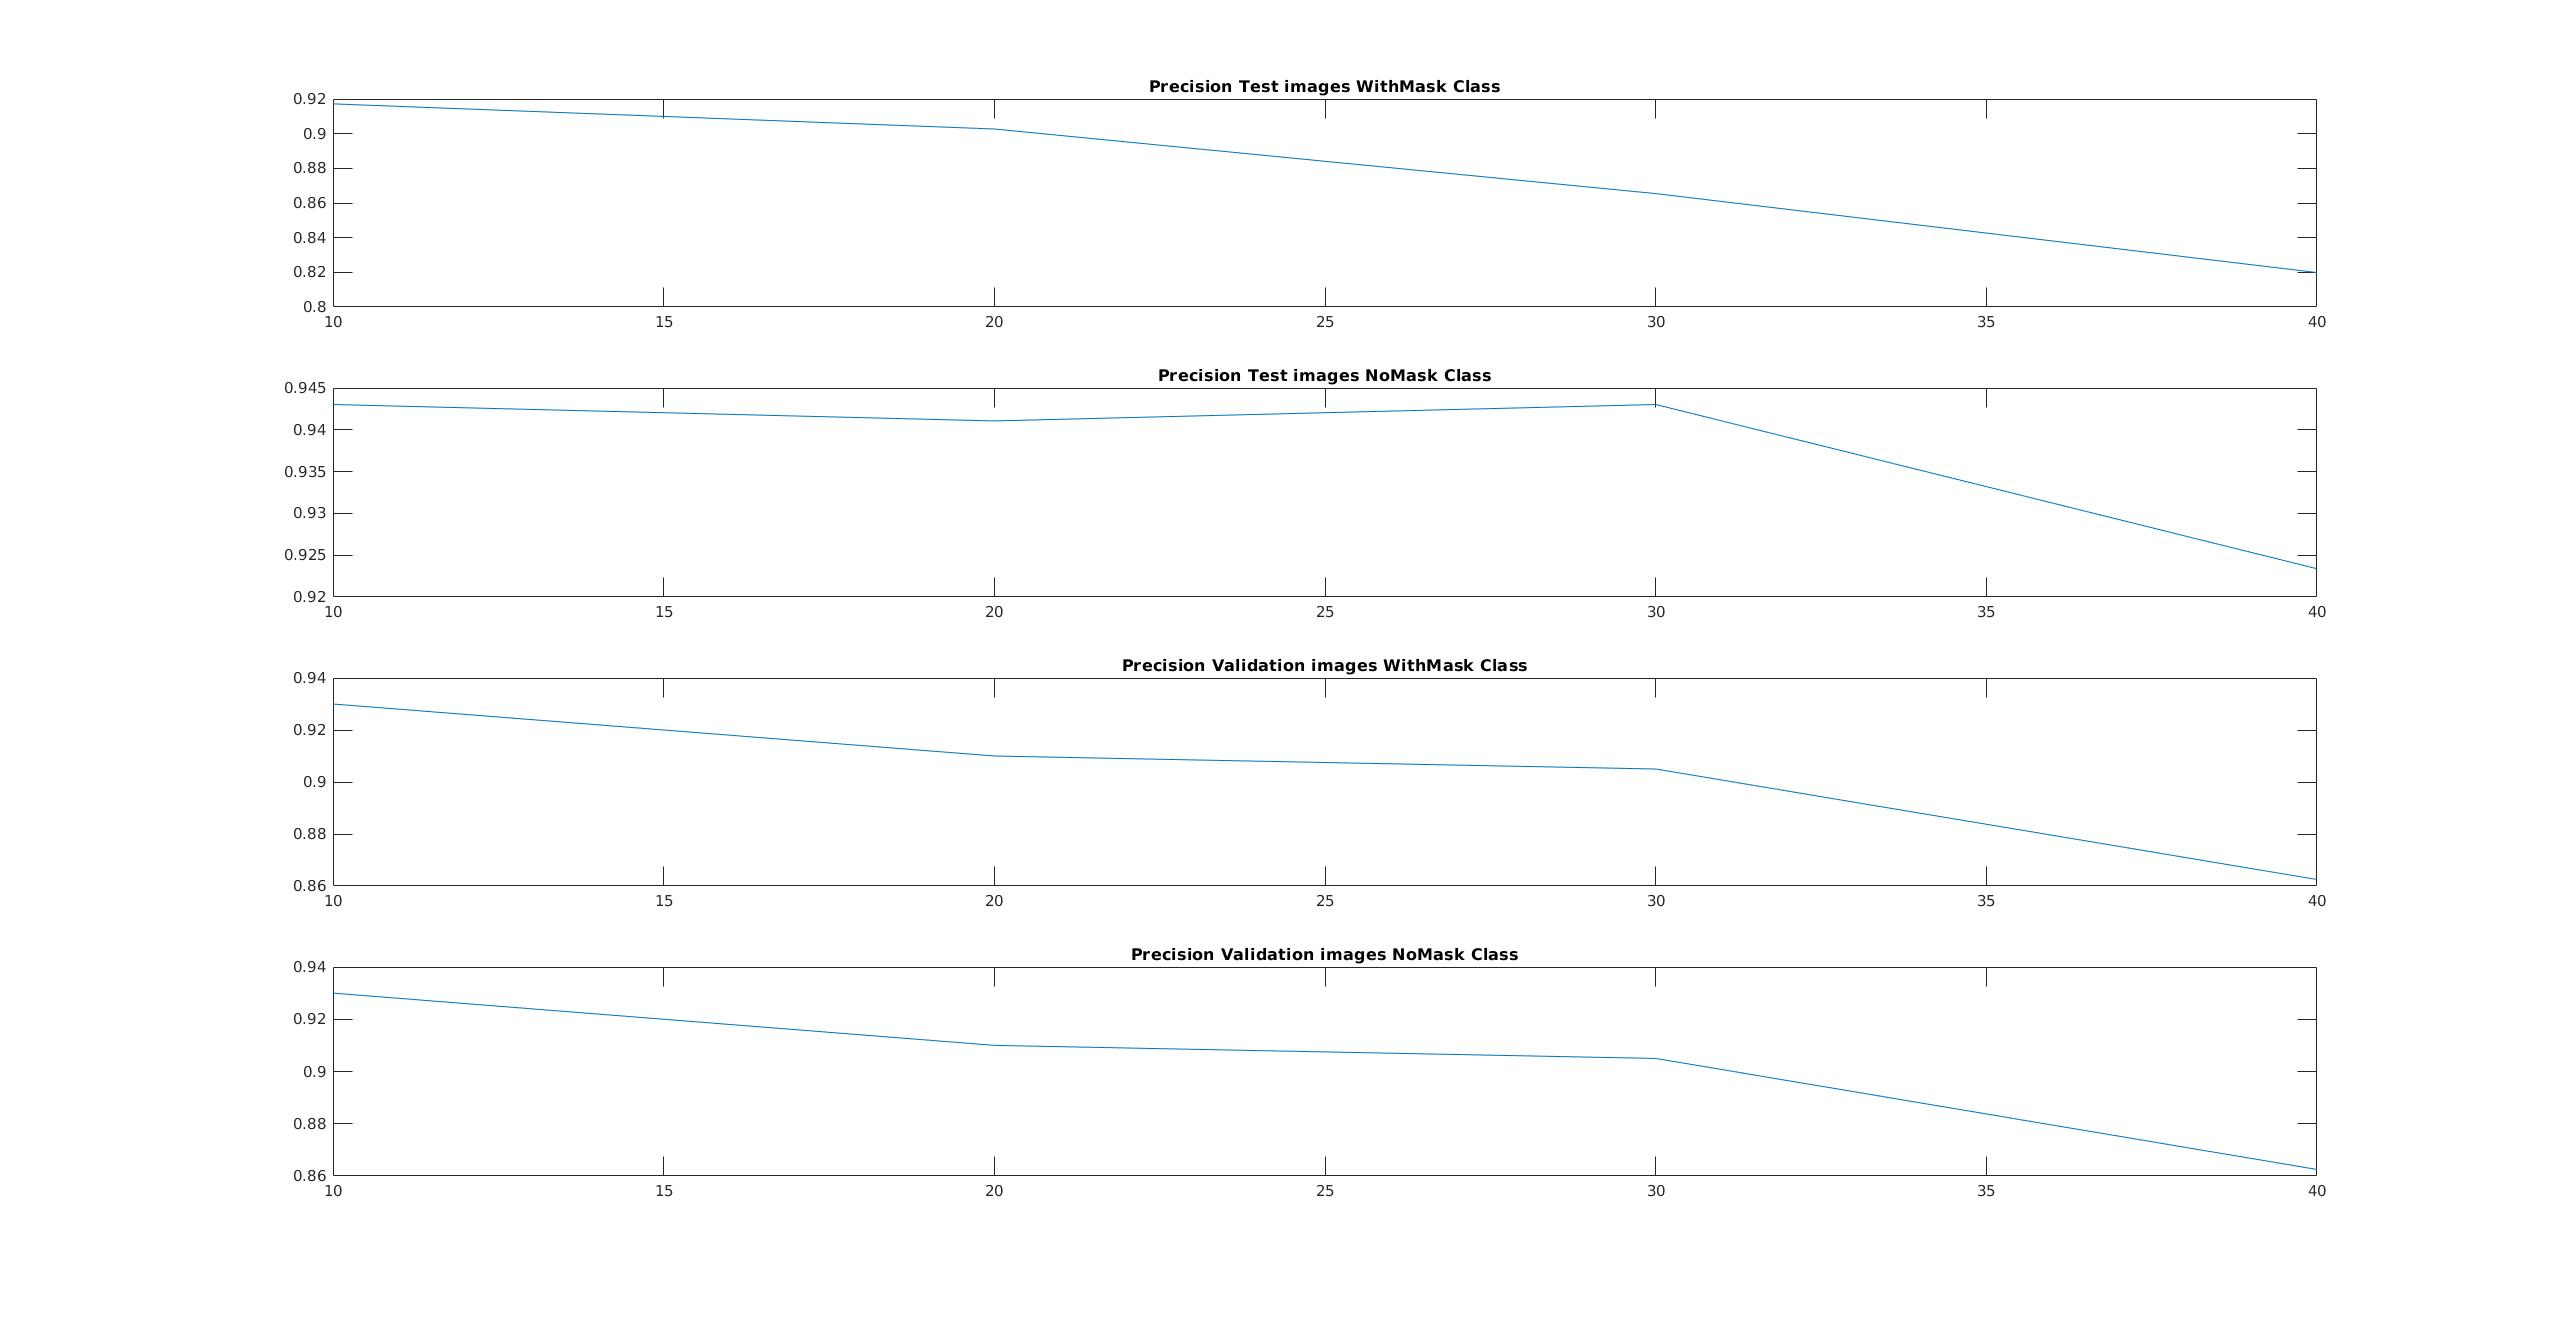 Precision Test images WithMask Class
0.92
0.9
0.88
0.86
0.84
0.82
0.8
10 15 20 25 30 35 40
Precision Test images NoMask Class
0.945
0.94
0.935
0.93
0.925
0.92
10 15 20 25 30 35 40
Precision Validation images WithMask Class
0.94
0.92
0.9
0.88
0.86
10 15 20 25 30 35 40
Precision Validation images NoMask Class
0.94
0.92
0.9
0.88
0.86
10 15 20 25 30 35 40